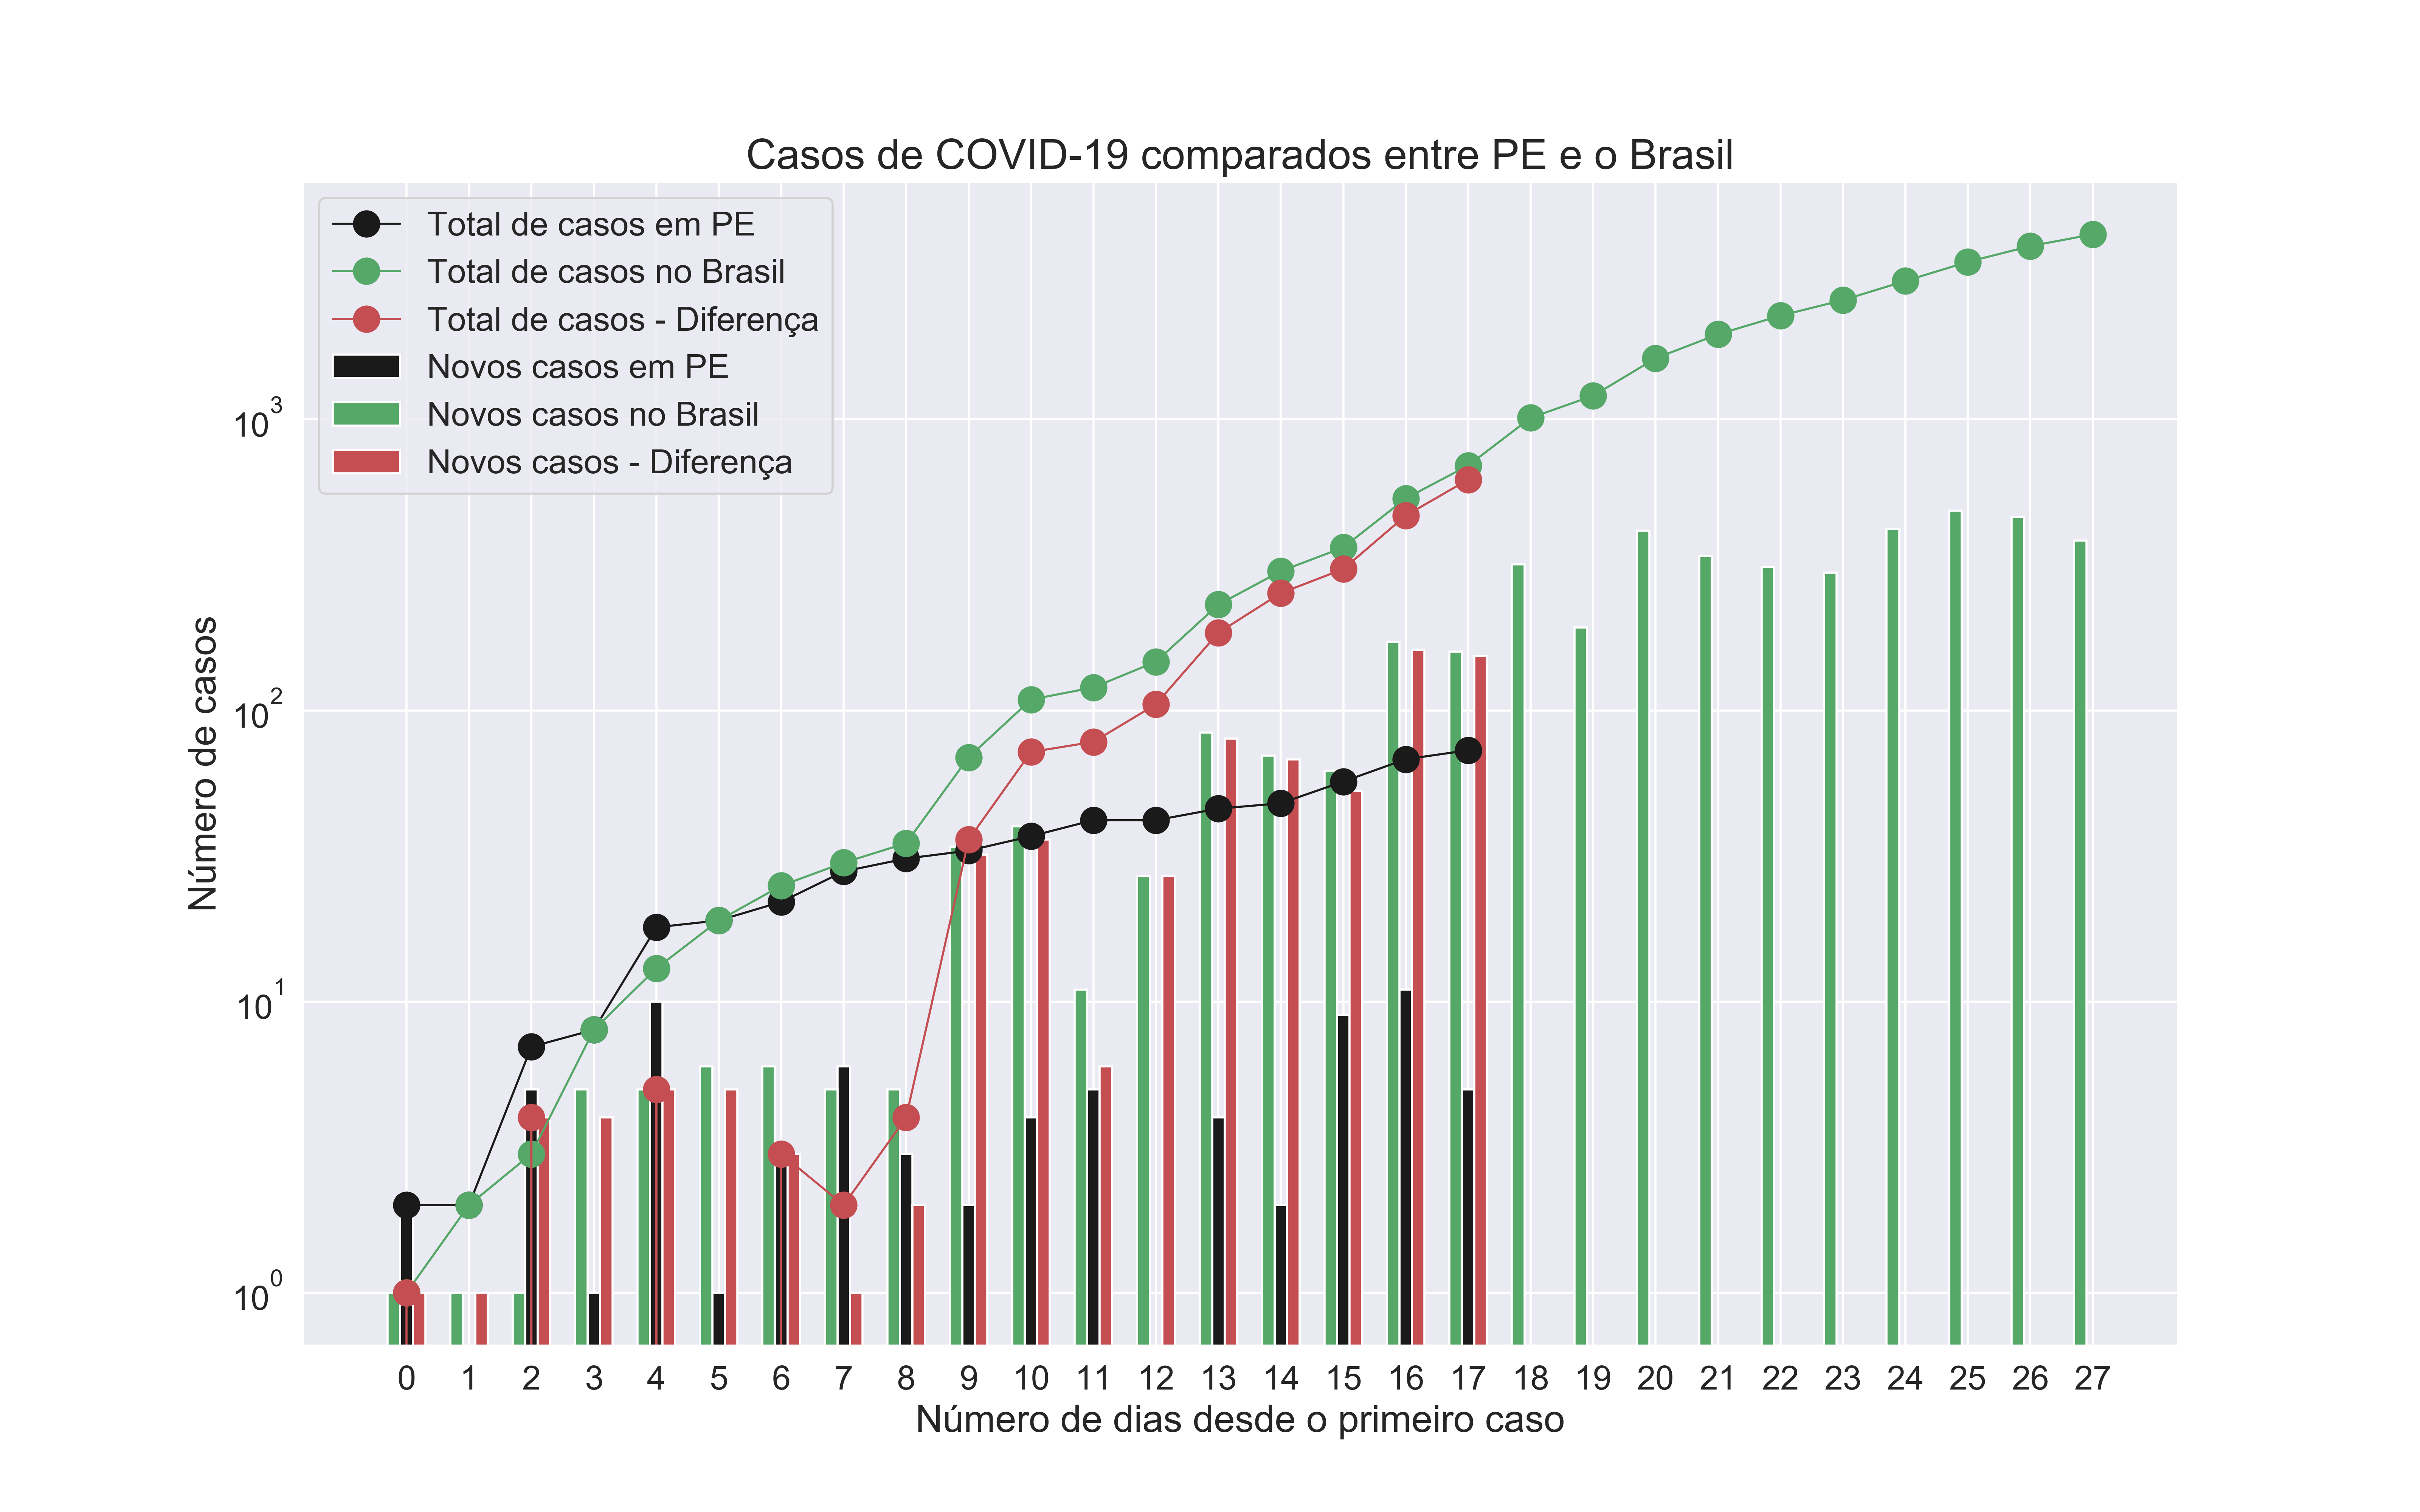 Casos de COVID-19 comparados entre PE e o Brasil
Total de casos em PE
Total de casos no Brasil
Total de casos - Diferença
Novos casos em PE
Novos casos no Brasil
Novos casos - Diferença
Número de casos
10³
10²
10¹
10⁰
0 1 2 3 4 5 6 7 8 9 10 11 12 13 14 15 16 17 18 19 20 21 22 23 24 25 26 27
Número de dias desde o primeiro caso